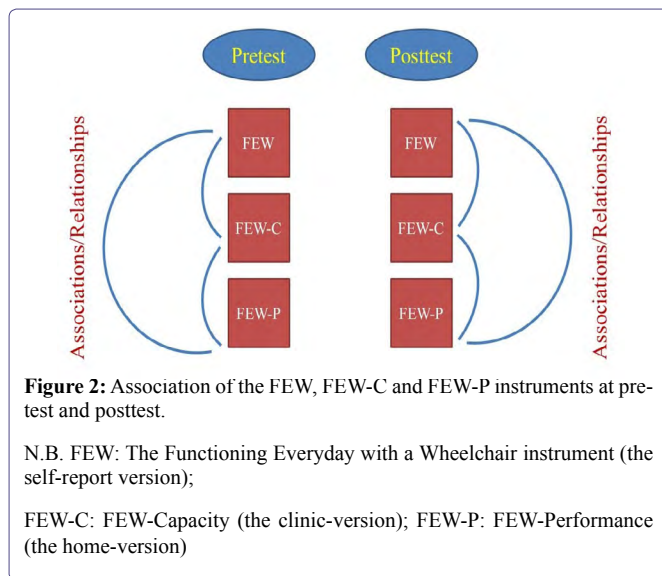 Pretest
Posttest
Associations/Relationships
FEW
FEW
Associations/Relationships
FEW-C
FEW-C
FEW-P
FEW-P
Figure 2: Association of the FEW, FEW-C and FEW-P instruments at pre-
test and posttest.
N.B. FEW: The Functioning Everyday with a Wheelchair instrument (the
self-report version);
FEW-C: FEW-Capacity (the clinic-version); FEW-P: FEW-Performance
(the home-version)